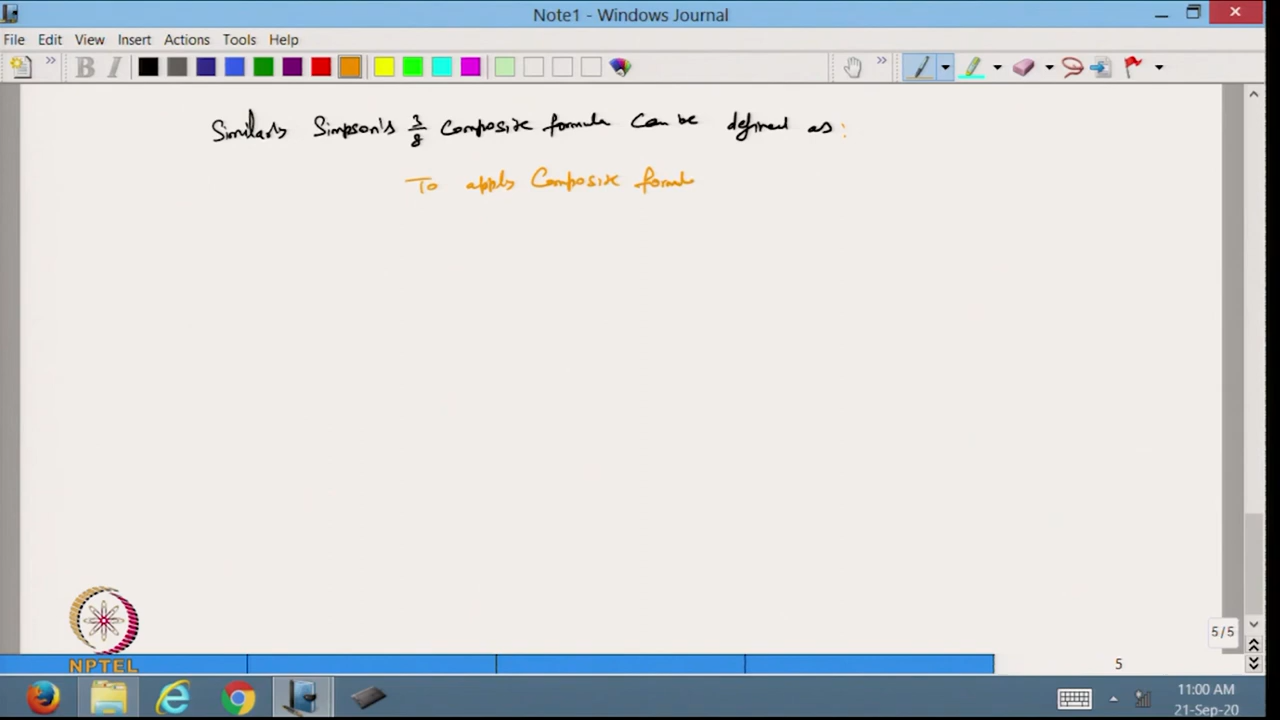 Note1 - Windows Journal
File Edit View Insert Actions Tools Help
B I
Similarly Simpson's 3/8 Composite formula Can be defined as:
To apply Composite formula
5/5
NPTEL
5
11:00 AM
21-Sep-20